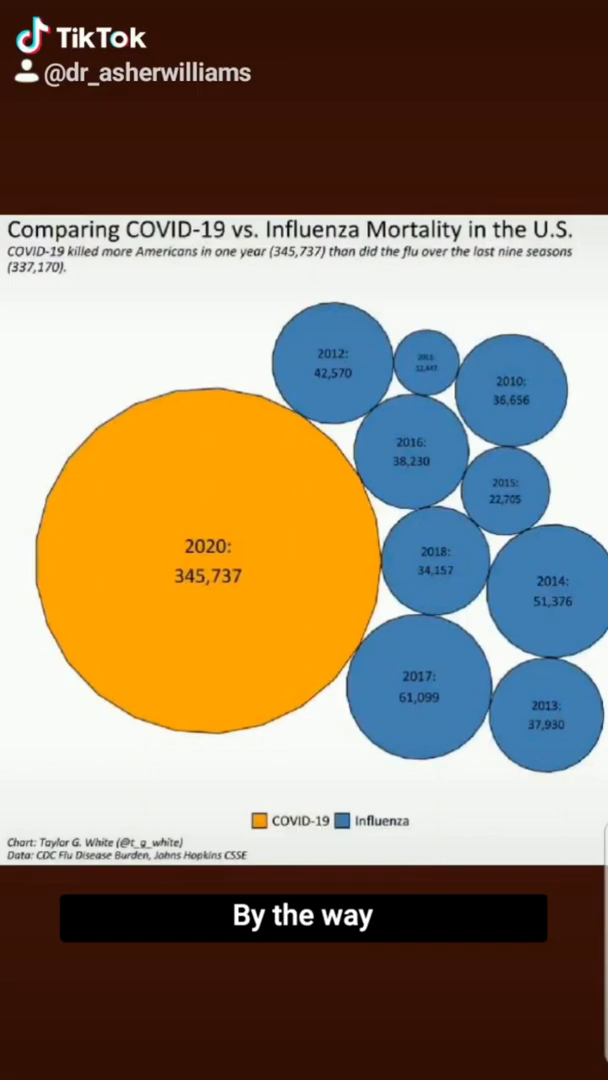 TikTok
@dr_asherwilliams
Comparing COVID-19 vs. Influenza Mortality in the U.S.
COVID-19 killed more Americans in one year (345,737) than did the flu over the last nine seasons
(337,170).
2012:
42,570
2010:
36,656
2016:
38,230
2015:
22,705
2020:
345,737
2018:
34,157
2014:
51,376
2017:
61,099
2013:
37,930
COVID-19 Influenza
Chart: Taylor G. White (@t_g_white)
Data: CDC Flu Disease Burden, Johns Hopkins CSSE
By the way